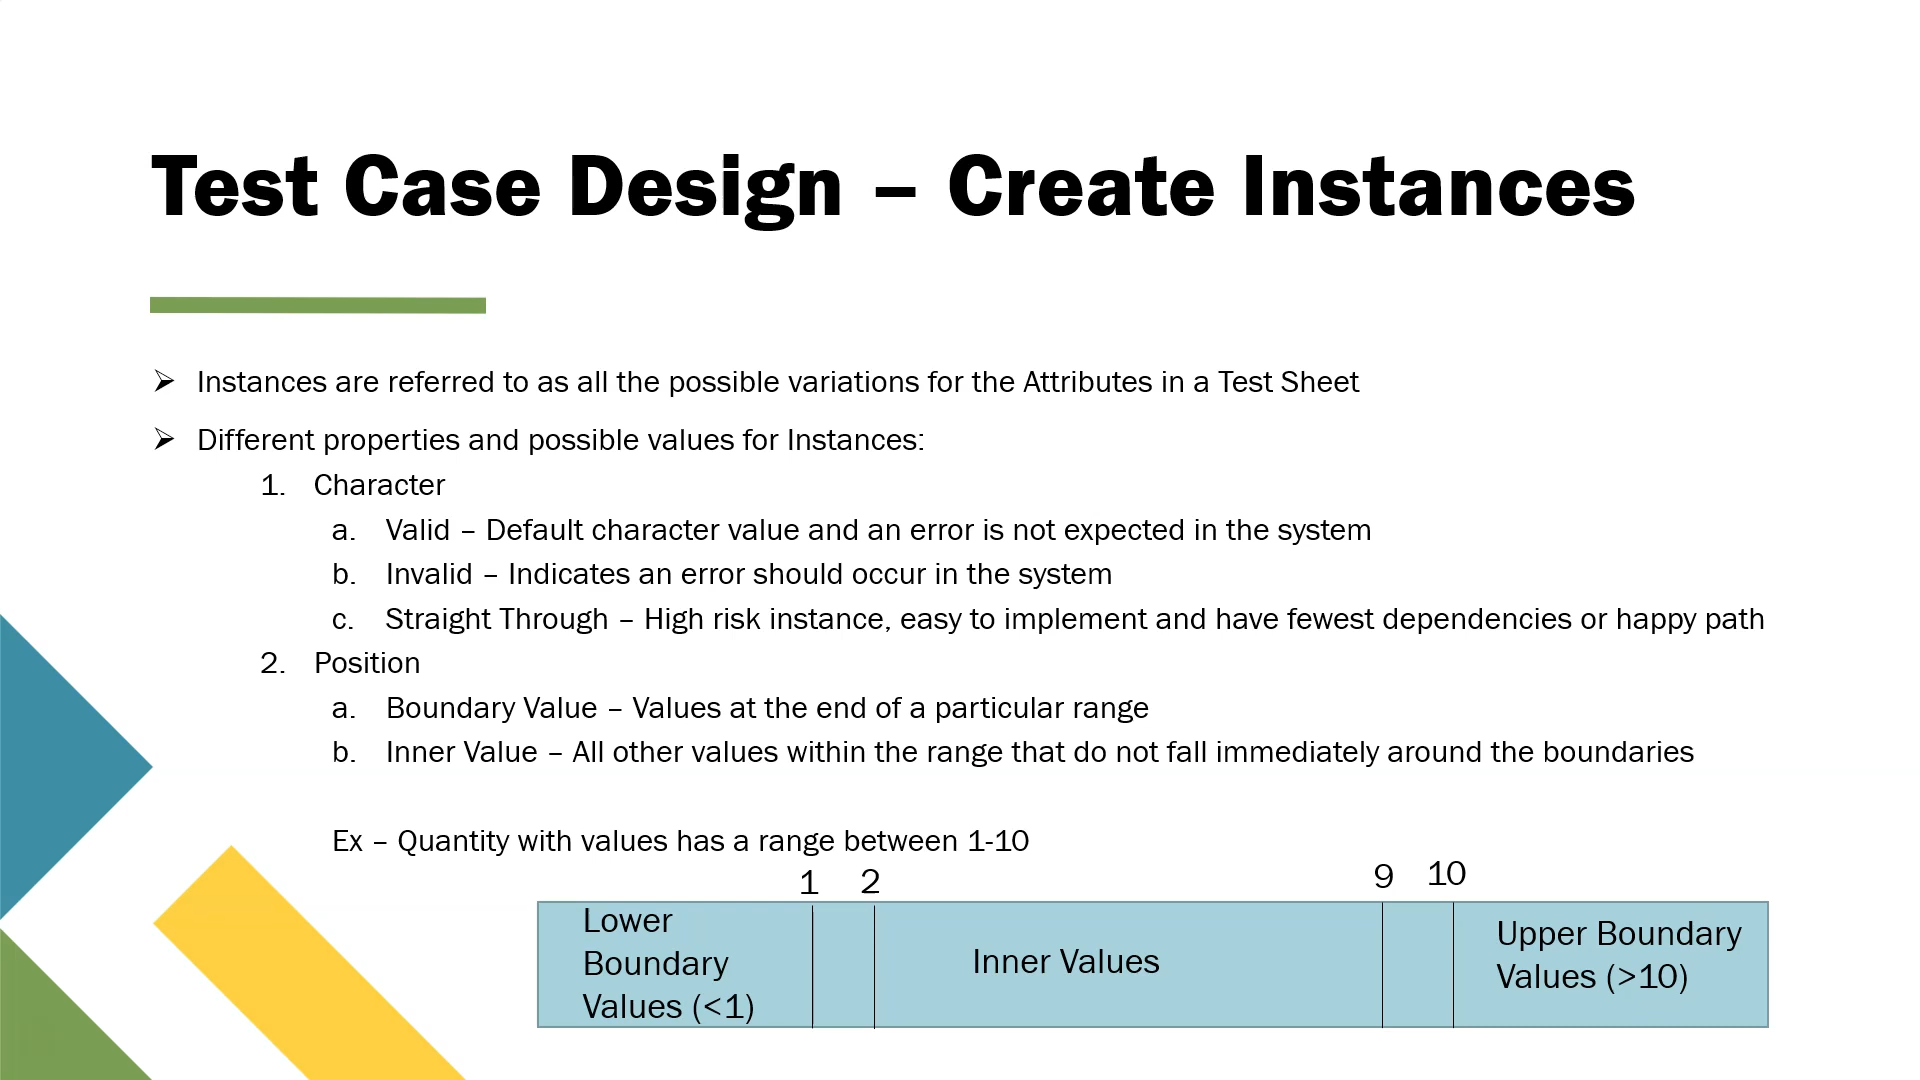 Test Case Design – Create Instances
➢ Instances are referred to as all the possible variations for the Attributes in a Test Sheet
➢ Different properties and possible values for Instances:
1. Character
a. Valid – Default character value and an error is not expected in the system
b. Invalid – Indicates an error should occur in the system
c. Straight Through – High risk instance, easy to implement and have fewest dependencies or happy path
2. Position
a. Boundary Value – Values at the end of a particular range
b. Inner Value – All other values within the range that do not fall immediately around the boundaries
Ex – Quantity with values has a range between 1-10
1 2 9 10
Lower
Boundary
Values (<1)
Inner Values
Upper Boundary
Values (>10)